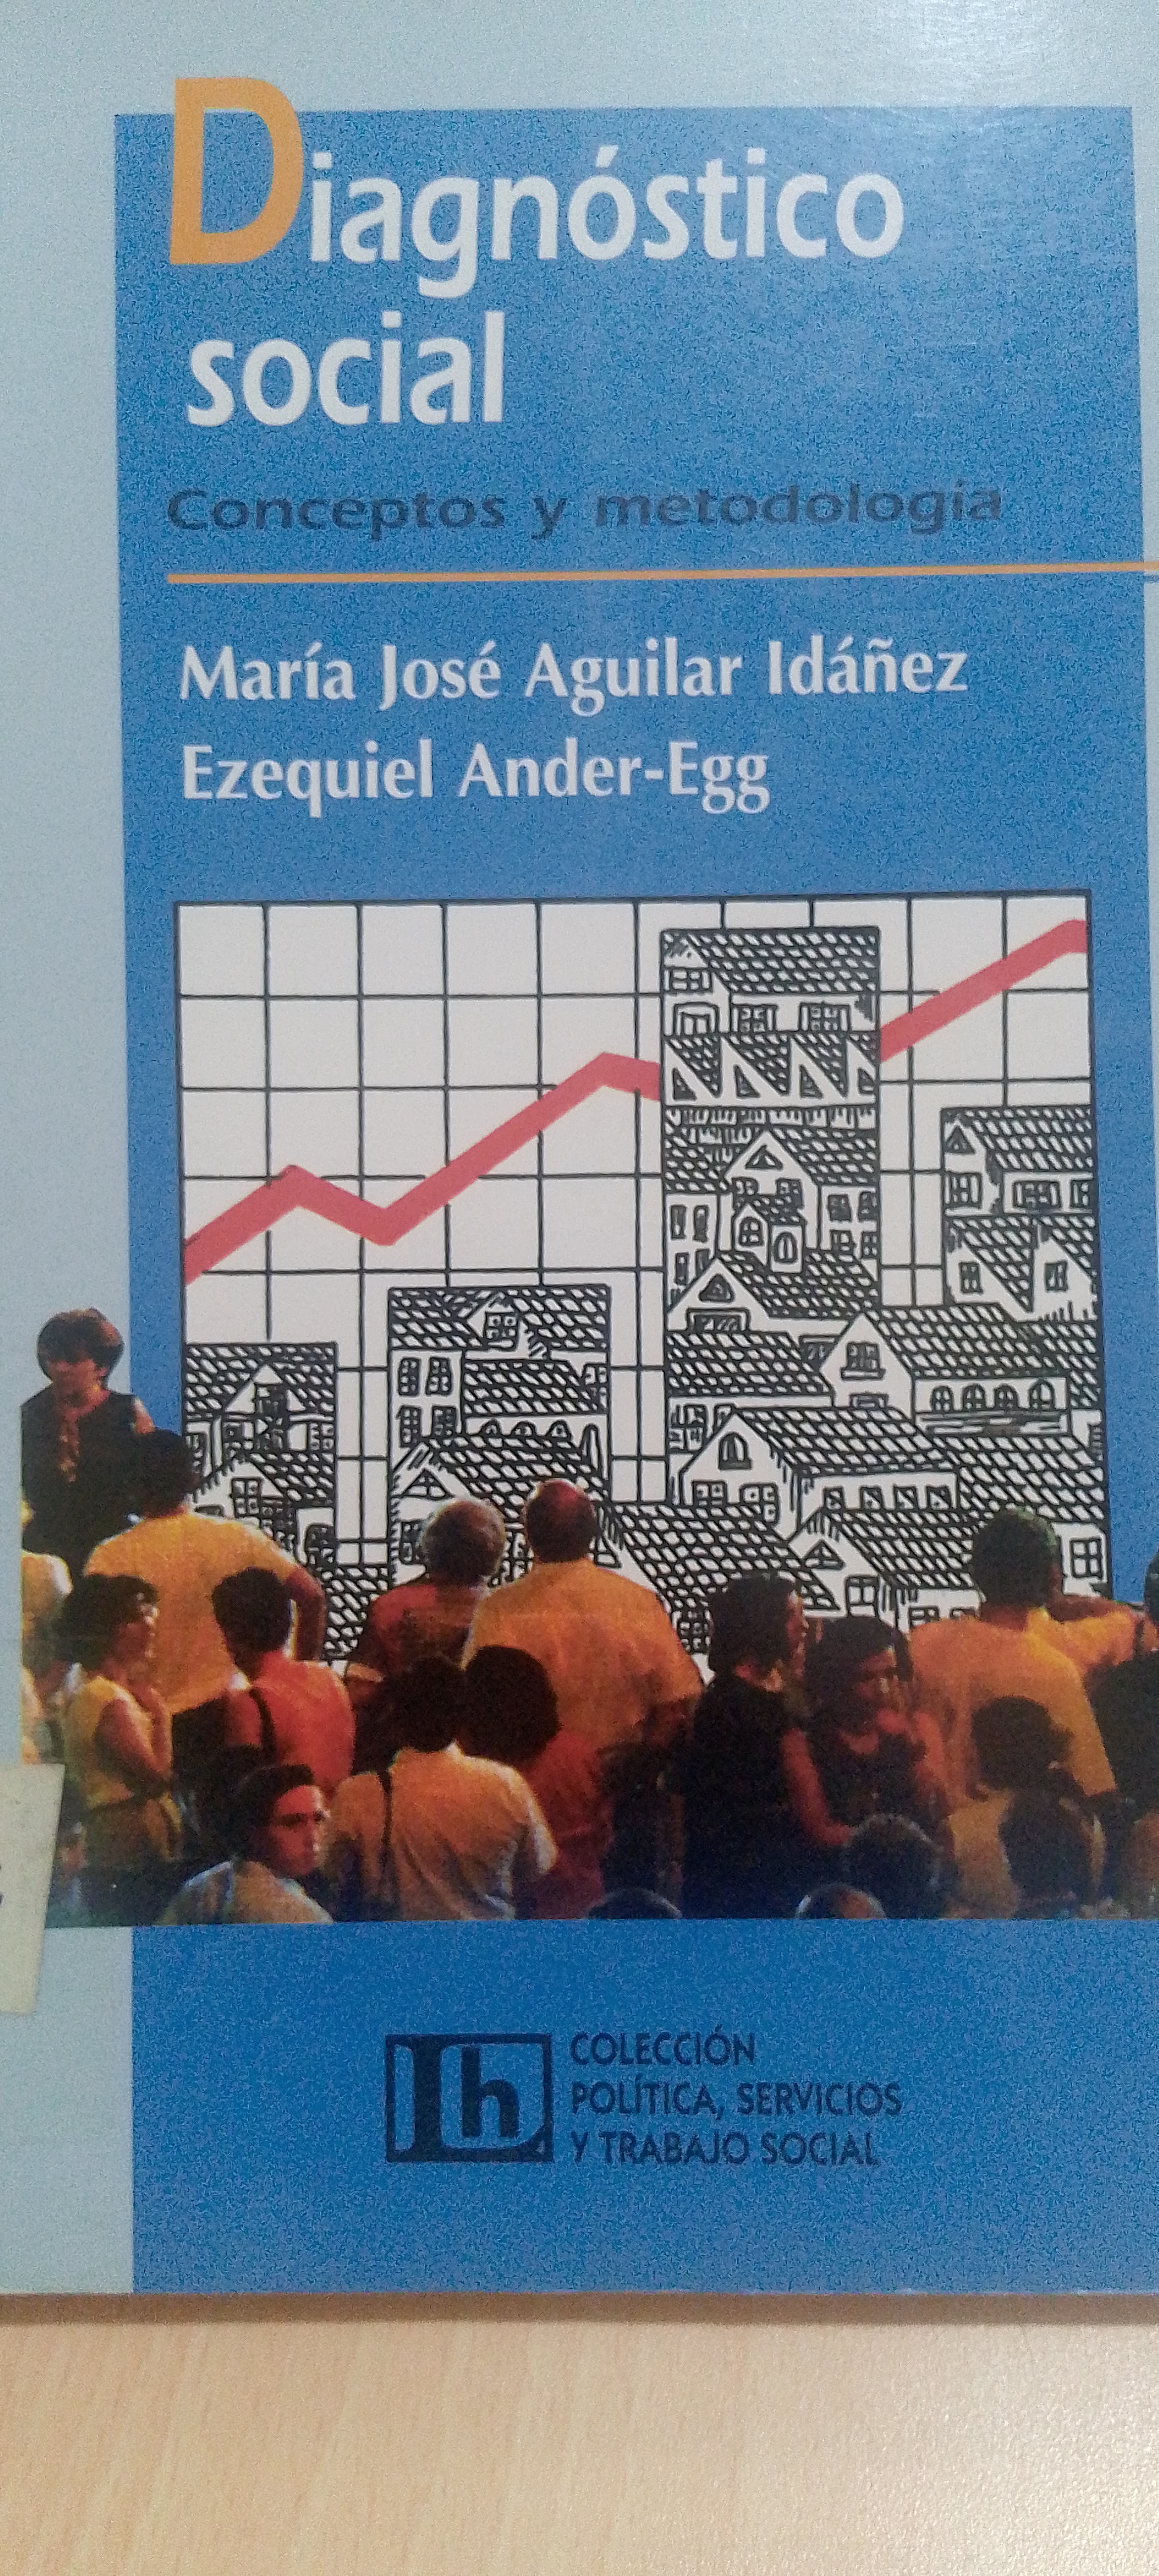 Diagnóstico
social
Conceptos y metodología
María José Aguilar Idáñez
Ezequiel Ander-Egg
lh COLECCIÓN
POLÍTICA, SERVICIOS
Y TRABAJO SOCIAL